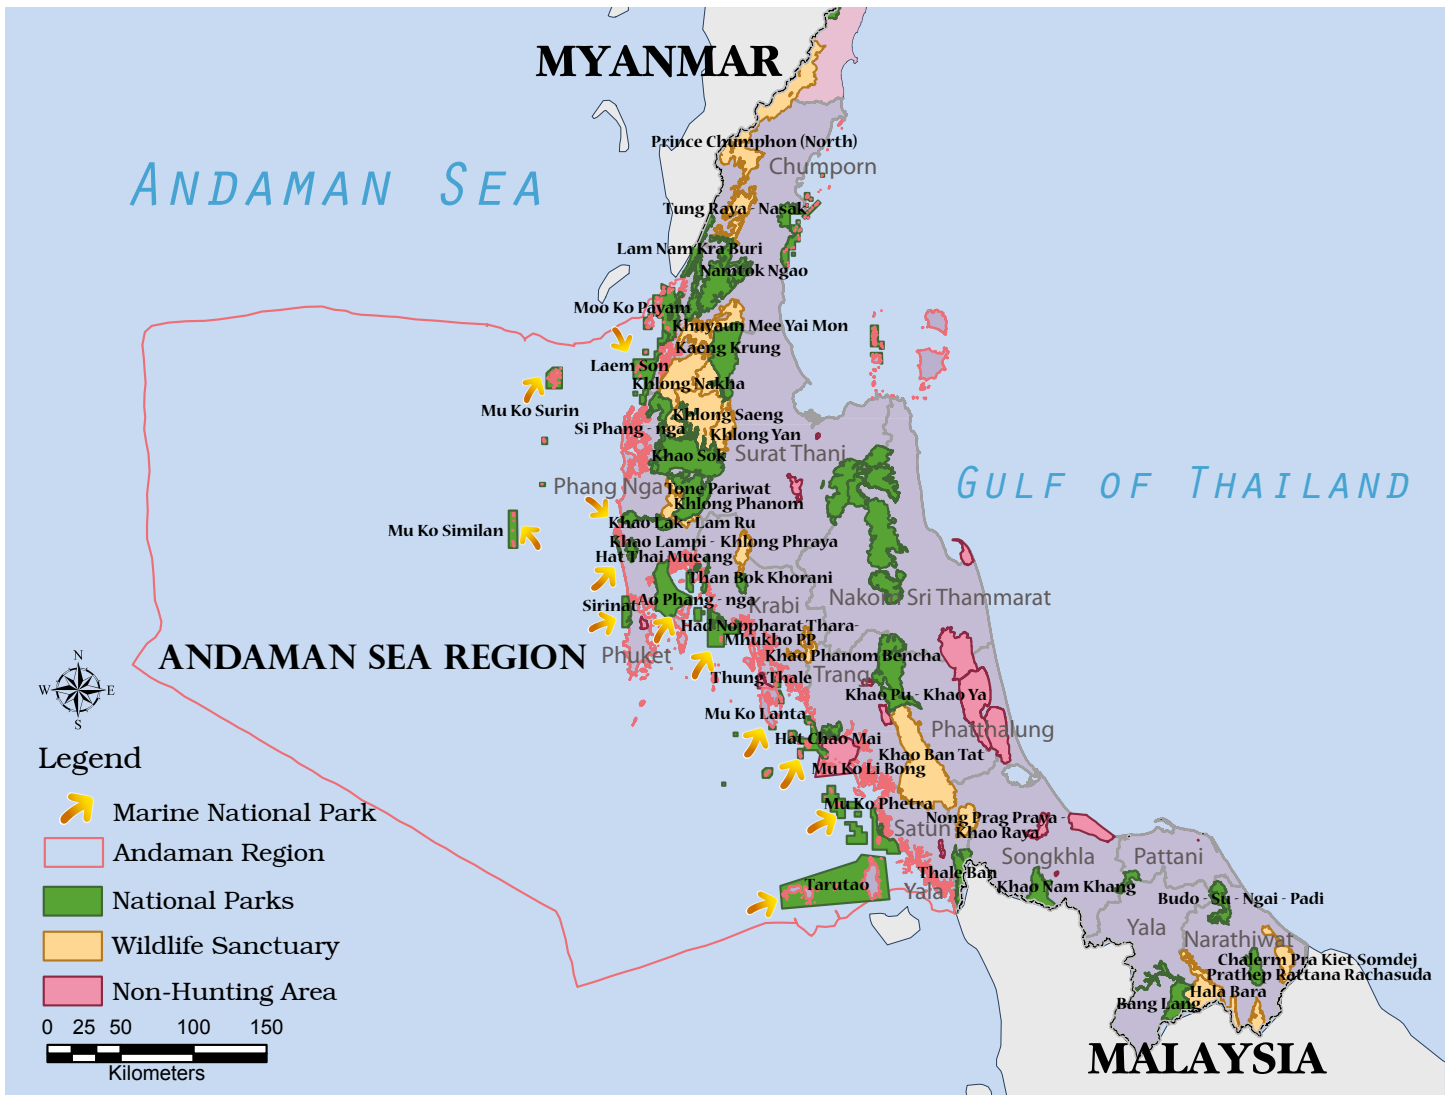 MYANMAR
Prince Chumphon (North)
Chumporn
ANDAMAN SEA
Tung Raya - Nasak
Lam Nam Kra Buri
Namtok Ngao
Moo Ko Payam
Khuyaun Mee Yai Mon
Kaeng Krung
Laem Son
Khlong Nakha
Mu Ko Surin
Khlong Saeng
Si Phang - nga
Khlong Yan
Khao Sok
Surat Thani
GULF OF THAILAND
Phang Nga
Tone Pariwat
Khlong Phanom
Khao Lak- Lam Ru
Mu Ko Similan
Khao Lampi - Khlong Phraya
Hat Thai Mueang
Than Bok Khorani
Sirinat
Ao Phang - nga
Krabi
Nakorn Sri Thammarat
Had Noppharat Thara-
Mhukho PP
ANDAMAN SEA REGION
Phuket
Khao Phanom Bencha
Thung Thale
Trang
Khao Pu - Khao Ya
Mu Ko Lanta
Phatthalung
Hat Chao Mai
Khao Ban Tat
Mu Ko Li Bong
Mu Ko Phetra
Nong Prag Praya -
Khao Raya
Satun
Songkhla
Pattani
Thale Ban
Tarutao
Yala
Khao Nam Khang
Budo - Su - Ngai - Padi
Yala
Narathiwat
Chalerm Pra Kiet Somdej
Prathep Rattana Rachasuda
Hala Bara
Bang Lang
MALAYSIA
N
W
E
S
Legend
Marine National Park
Andaman Region
National Parks
Wildlife Sanctuary
Non-Hunting Area
0 25 50 100 150
Kilometers